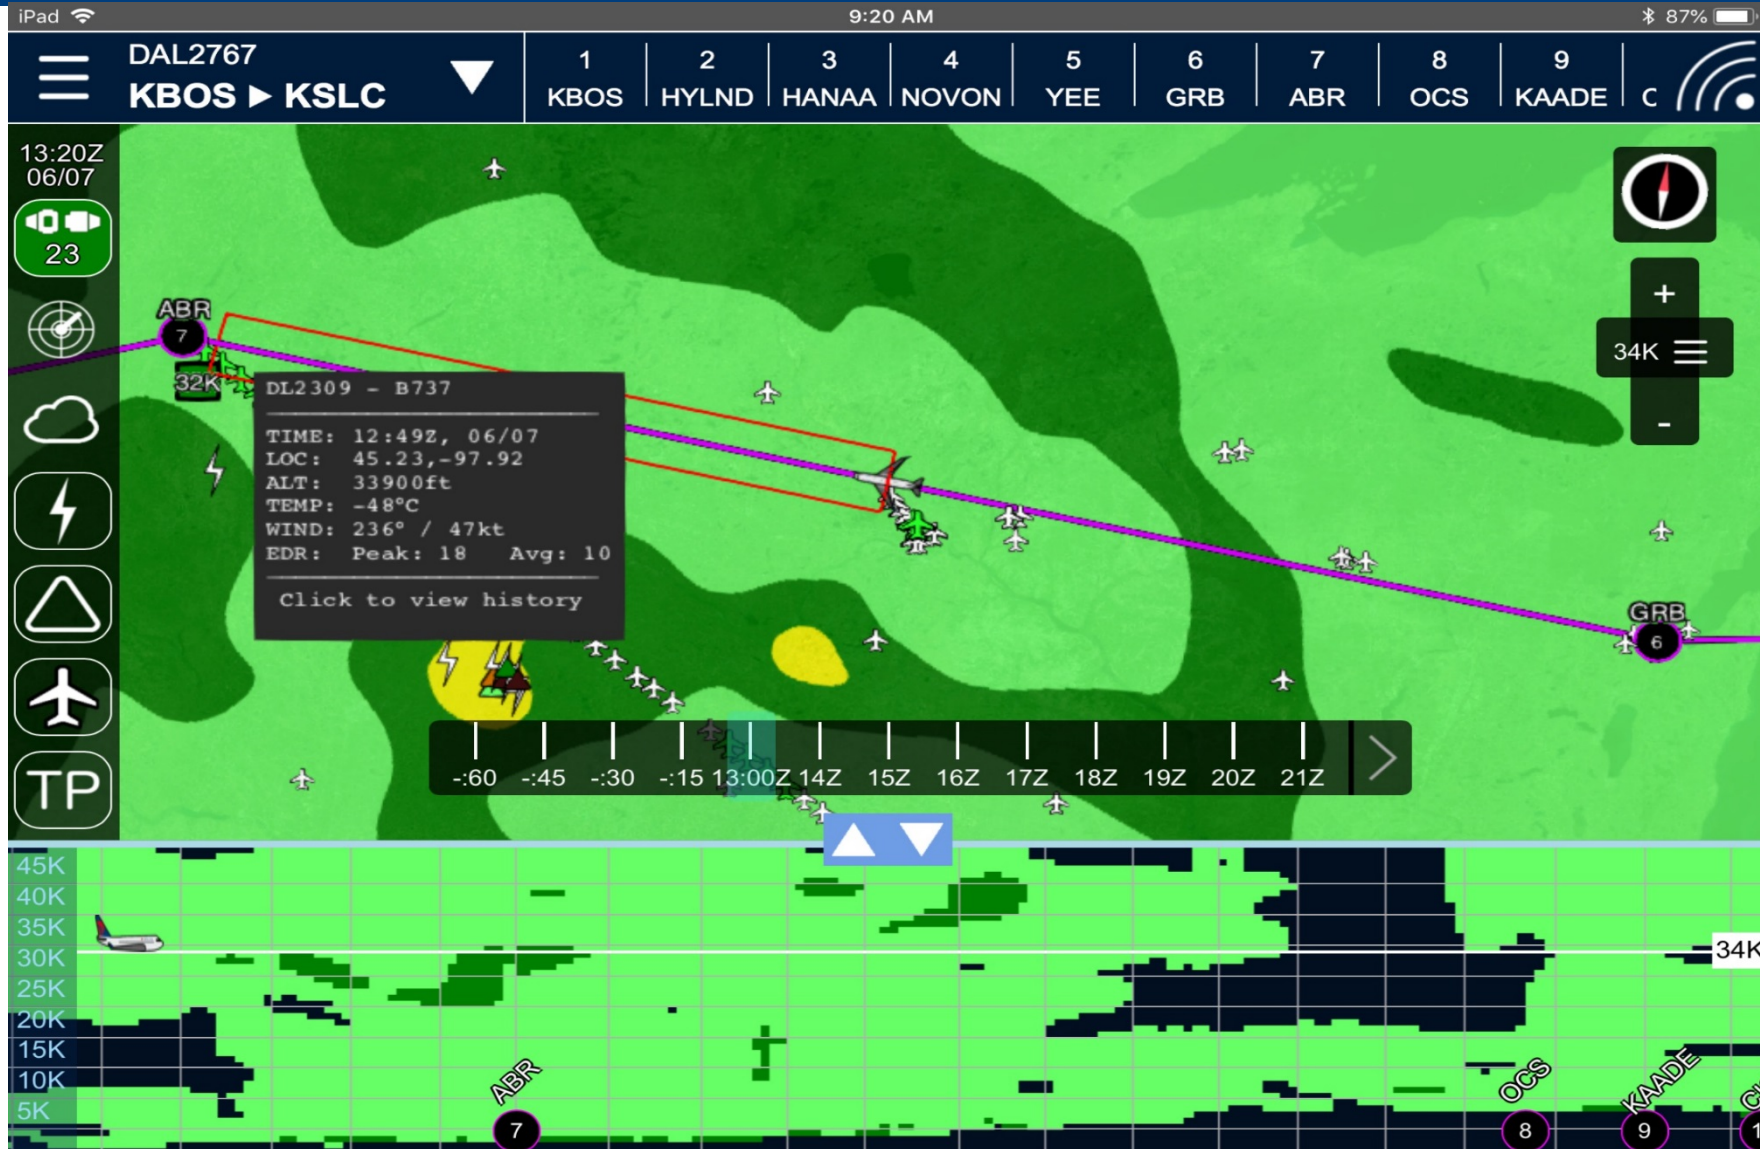 iPad
9:20 AM
87%
DAL2767
KBOS ▶ KSLC
1
KBOS
2
HYLND
3
HANAA
4
NOVON
5
YEE
6
GRB
7
ABR
8
OCS
9
KAADE
C
13:20Z
06/07
23
TP
ABR
7
32K
DL2309 - B737
TIME: 12:49Z, 06/07
LOC: 45.23,-97.92
ALT: 33900ft
TEMP: -48°C
WIND: 236° / 47kt
EDR: Peak: 18 Avg: 10
Click to view history
+
34K
-
GRB
6
-:60 -:45 -:30 -:15 13:00Z 14Z 15Z 16Z 17Z 18Z 19Z 20Z 21Z
45K
40K
35K
30K
25K
20K
15K
10K
5K
34K
ABR
7
OCS
8
KAADE
9
1